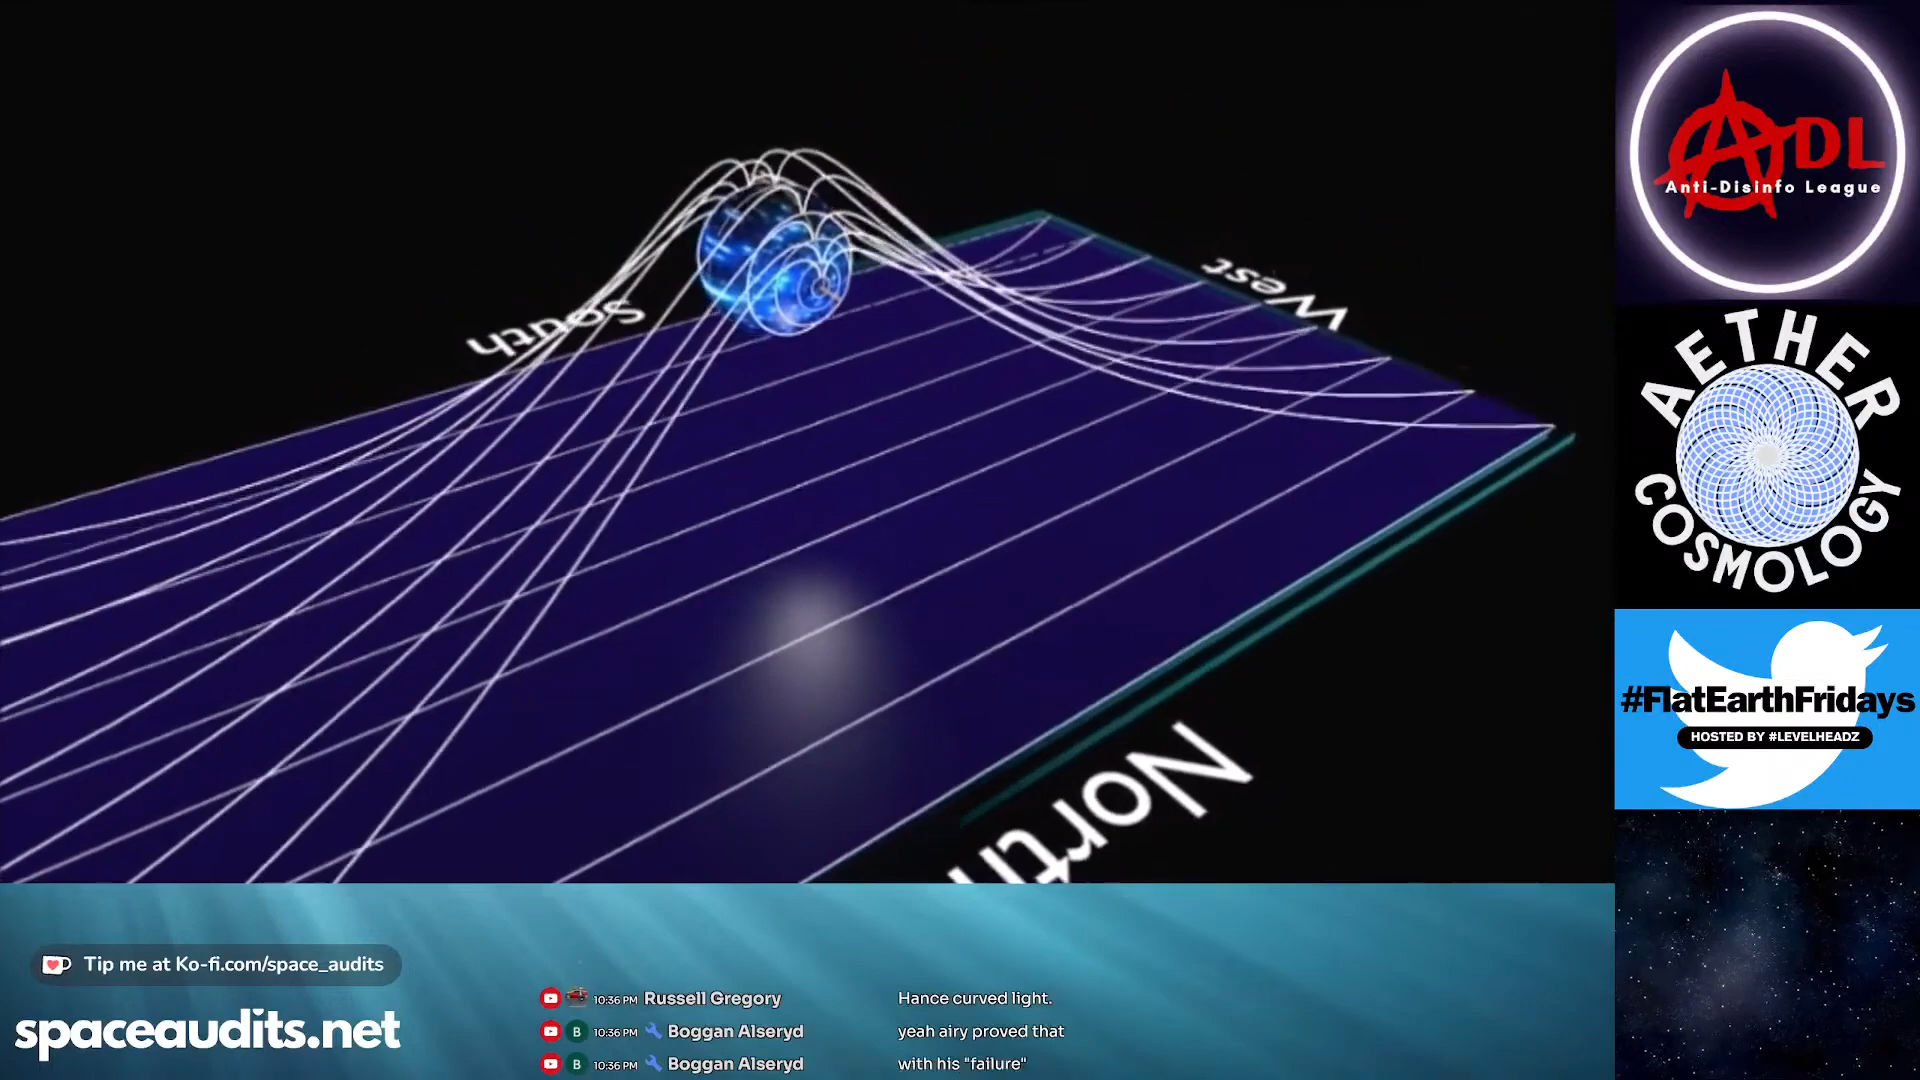 South
West
North
ADL
Anti-Disinfo League
AETHER
COSMOLOGY
#FlatEarthFridays
HOSTED BY #LEVELHEADZ
Tip me at Ko-fi.com/space_audits
spaceaudits.net
10:36 PM Russell Gregory Hance curved light.
B 10:36 PM Boggan Alseryd yeah airy proved that
B 10:36 PM Boggan Alseryd with his "failure"